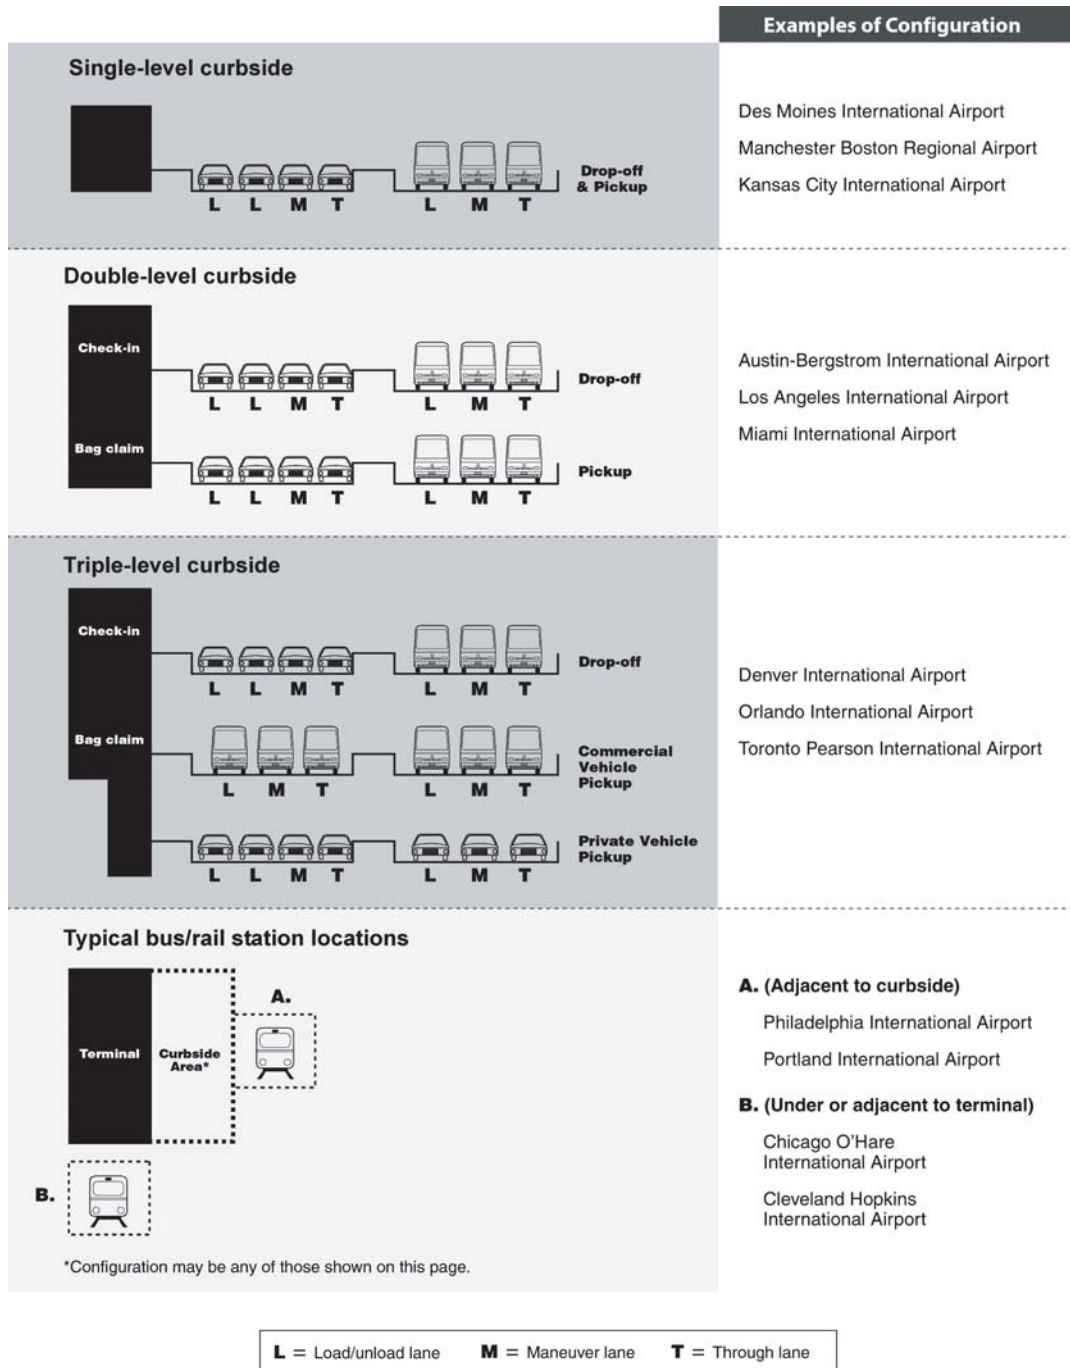 Examples of Configuration
Single-level curbside
L L M T L M T
Drop-off
& Pickup
Des Moines International Airport
Manchester Boston Regional Airport
Kansas City International Airport
Double-level curbside
Check-in
L L M T L M T
Drop-off
Bag claim
L L M T L M T
Pickup
Austin-Bergstrom International Airport
Los Angeles International Airport
Miami International Airport
Triple-level curbside
Check-in
L L M T L M T
Drop-off
Bag claim
L M T L M T
Commercial
Vehicle
Pickup
L L M T L M T
Private Vehicle
Pickup
Denver International Airport
Orlando International Airport
Toronto Pearson International Airport
Typical bus/rail station locations
Terminal
Curbside
Area*
A.
B.
*Configuration may be any of those shown on this page.
A. (Adjacent to curbside)
Philadelphia International Airport
Portland International Airport
B. (Under or adjacent to terminal)
Chicago O'Hare
International Airport
Cleveland Hopkins
International Airport
L = Load/unload lane M = Maneuver lane T = Through lane